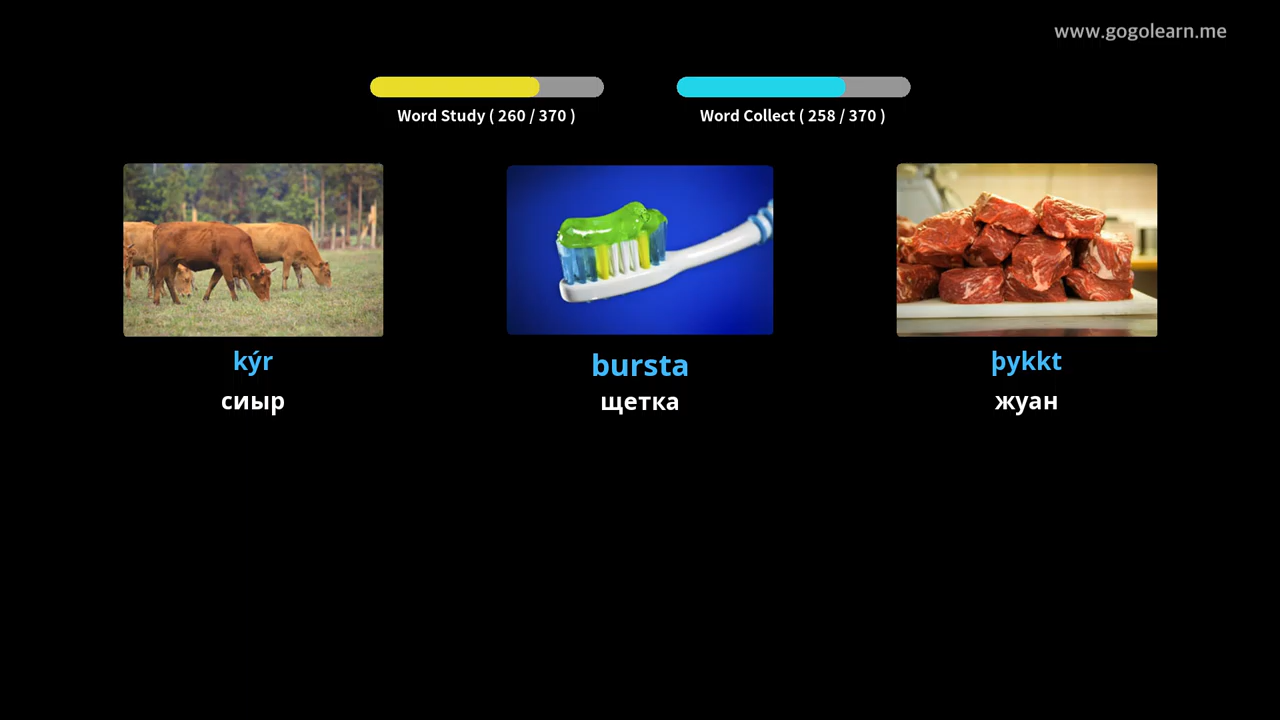 www.gogolearn.me
Word Study ( 260 / 370 )
Word Collect ( 258 / 370 )
kýr
bursta
þykkt
сиыр
щетка
жуан